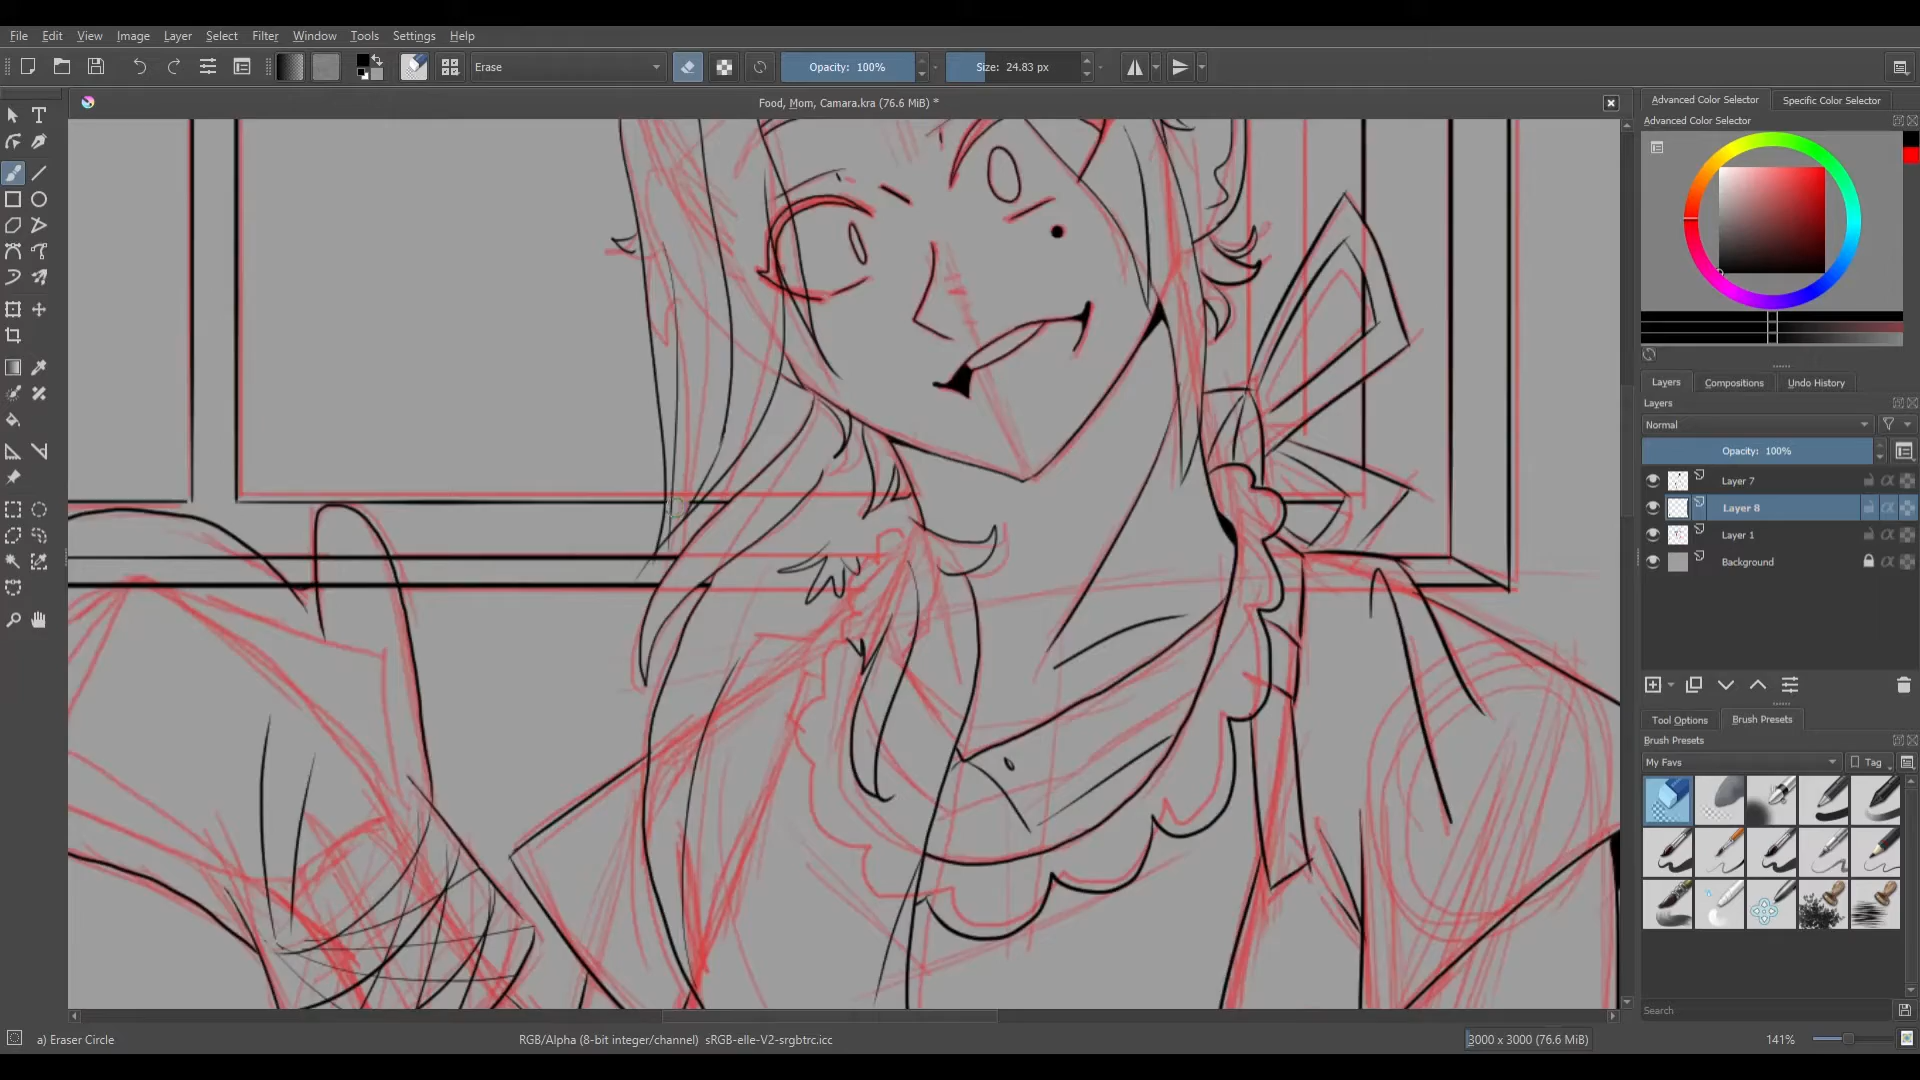 File Edit View Image Layer Select Filter Tools Settings Window Help
Erase
Opacity: 100%
Size: 24.83 px
Food, Mom, Camara.kra (76.6 MiB) *
Advanced Color Selector
Specific Color Selector
Advanced Color Selector
Layers Compositions Undo History
Layers
Normal
Opacity: 100%
Layer 7
Layer 8
Layer 1
Background
Tool Options Brush Presets
Brush Presets
My Favs
Tag
Search
a) Eraser Circle
RGB/Alpha (8-bit integer/channel) sRGB-elle-V2-srgbtrc.icc
3000 x 3000 (76.6 MiB)
141%